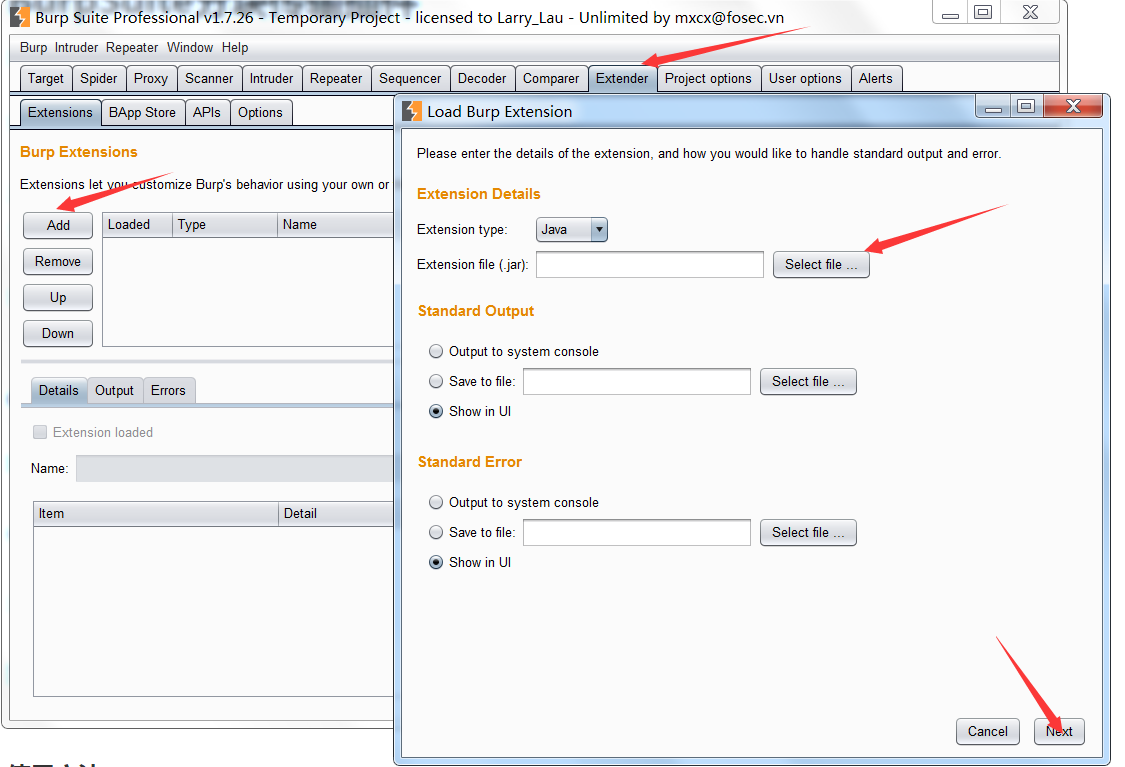 Burp Suite Professional v1.7.26 - Temporary Project - licensed to Larry_Lau - Unlimited by mxcx@fosec.vn
Burp Intruder Repeater Window Help
Target Spider Proxy Scanner Intruder Repeater Sequencer Decoder Comparer Extender Project options User options Alerts
Extensions BApp Store APIs Options
Burp Extensions
Extensions let you customize Burp's behavior using your own or
Add
Remove
Up
Down
Loaded Type Name
Details Output Errors
Extension loaded
Name:
Item Detail
Load Burp Extension
Please enter the details of the extension, and how you would like to handle standard output and error.
Extension Details
Extension type: Java
Extension file (.jar): Select file ...
Standard Output
Output to system console
Save to file: Select file ...
Show in UI
Standard Error
Output to system console
Save to file: Select file ...
Show in UI
Cancel Next